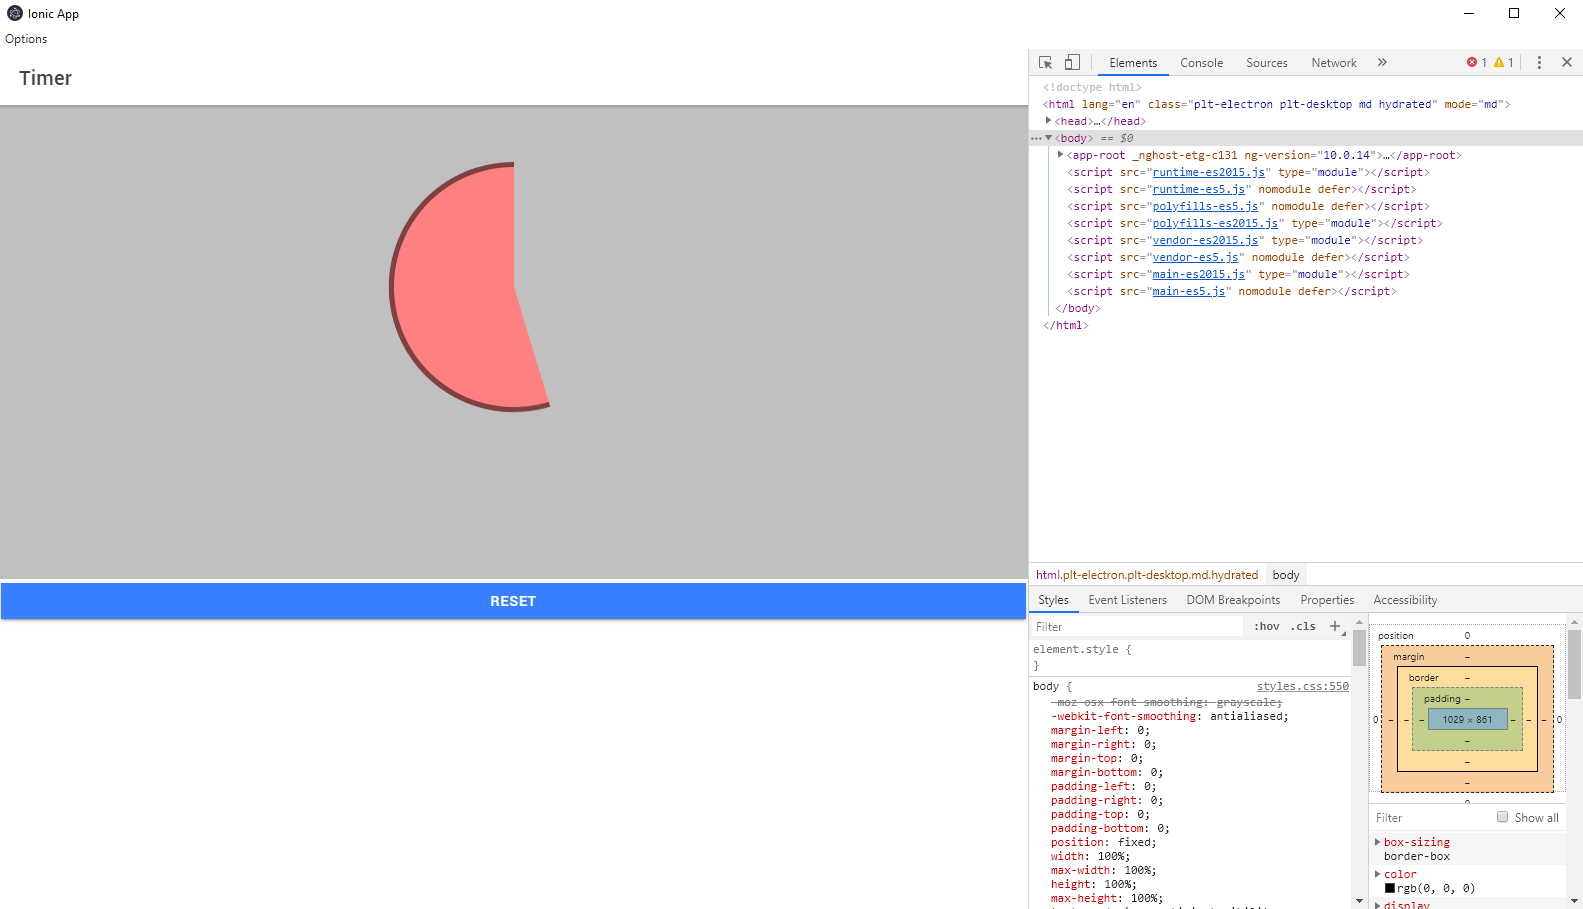 Ionic App
Options
Timer
RESET
Elements Console Sources Network » 1 1
<!doctype html>
<html lang="en" class="plt-electron plt-desktop md hydrated" mode="md">
<head>…</head>
<body> == $0
<app-root _nghost-etg-c131 ng-version="10.0.14">…</app-root>
<script src="runtime-es2015.js" type="module"></script>
<script src="runtime-es5.js" nomodule defer></script>
<script src="polyfills-es5.js" nomodule defer></script>
<script src="polyfills-es2015.js" type="module"></script>
<script src="vendor-es2015.js" type="module"></script>
<script src="vendor-es5.js" nomodule defer></script>
<script src="main-es2015.js" type="module"></script>
<script src="main-es5.js" nomodule defer></script>
</body>
</html>
html.plt-electron.plt-desktop.md.hydrated body
Styles Event Listeners DOM Breakpoints Properties Accessibility
Filter :hov .cls +
element.style {
}
body { styles.css:550
-moz-osx-font-smoothing: grayscale;
-webkit-font-smoothing: antialiased;
margin-left: 0;
margin-right: 0;
margin-top: 0;
margin-bottom: 0;
padding-left: 0;
padding-right: 0;
padding-top: 0;
padding-bottom: 0;
position: fixed;
width: 100%;
max-width: 100%;
height: 100%;
max-height: 100%;
position 0
margin –
border –
padding –
0 – – – 1029 × 861 – – – 0
–
–
–
Filter Show all
box-sizing
border-box
color
rgb(0, 0, 0)
display